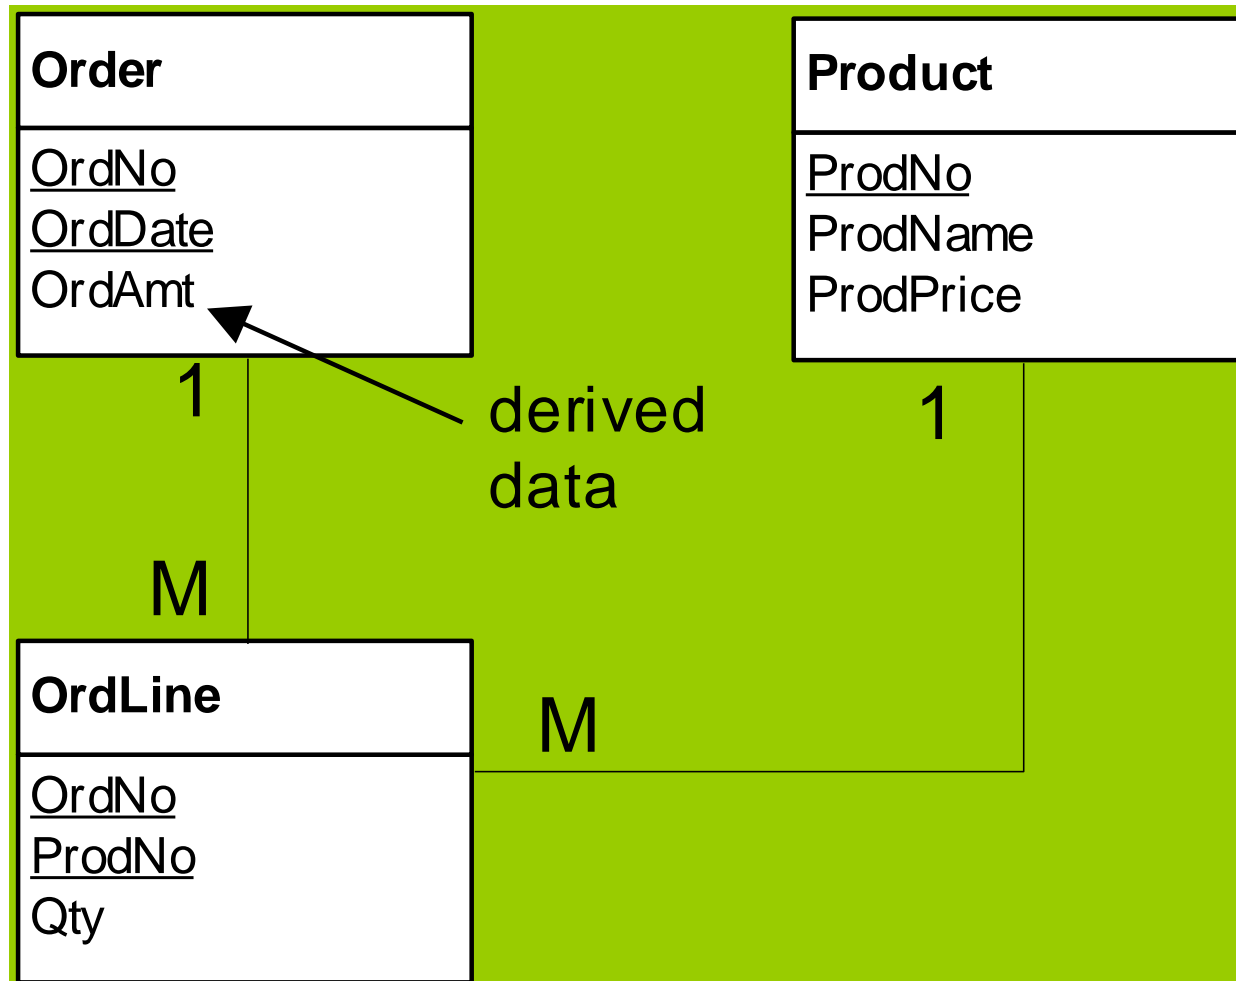 Order
OrdNo
OrdDate
OrdAmt
1
derived
data
M
Product
ProdNo
ProdName
ProdPrice
1
M
OrdLine
OrdNo
ProdNo
Qty